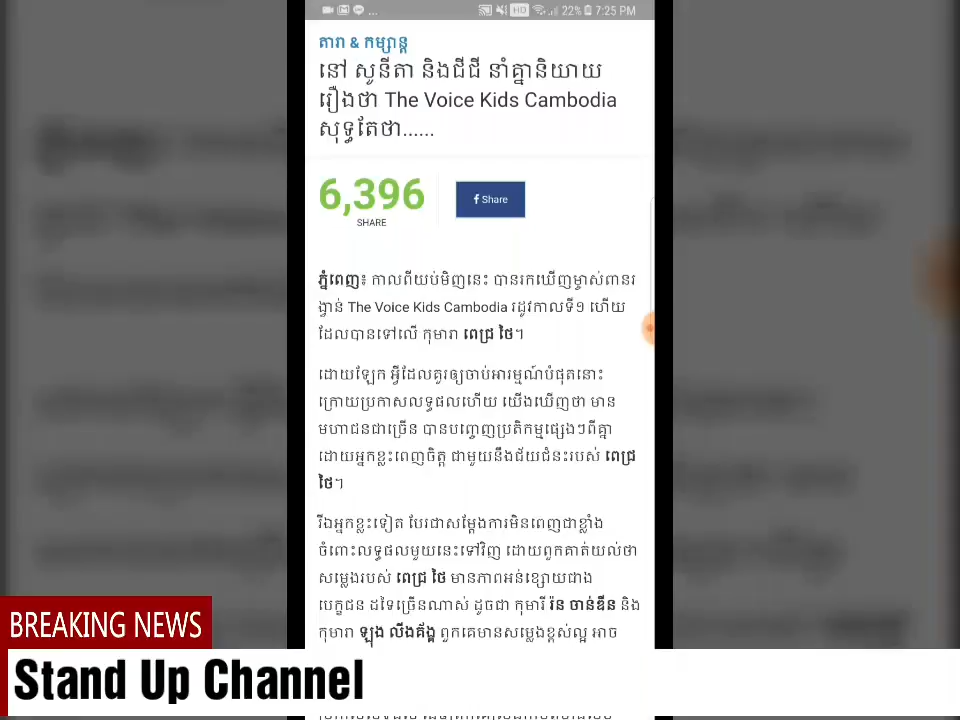 ... HD 22% 7:25 PM
តារា & កម្សាន្ត
នៅ សូនីតា និងជីជី នាំគ្នានិយាយ
រឿងថា The Voice Kids Cambodia
សុទ្ធតែថា......
6,396
SHARE
f Share
ភ្នំពេញ៖ កាលពីយប់មិញនេះ បានរកឃើញម្ចាស់ពានរ
ង្វាន់ The Voice Kids Cambodia រដូវកាលទី១ ហើយ
ដែលបានទៅលើ កុមារា ពេជ្រ ថៃ។
ដោយឡែក អ្វីដែលគួរឲ្យចាប់អារម្មណ៍បំផុតនោះ
ក្រោយប្រកាសលទ្ធផលហើយ យើងឃើញថា មាន
មហាជនជាច្រើន បានបញ្ចេញប្រតិកម្មផ្សេងៗពីគ្នា
ដោយអ្នកខ្លះពេញចិត្ត ជាមួយនឹងជ័យជំនះរបស់ ពេជ្រ
ថៃ។
រីឯអ្នកខ្លះទៀត បែរជាសម្ដែងការមិនពេញជាខ្លាំង
ចំពោះលទ្ធផលមួយនេះទៅវិញ ដោយពួកគាត់យល់ថា
សម្លេងរបស់ ពេជ្រ ថៃ មានភាពអន់ខ្សោយជាង
បេក្ខជន ដទៃច្រើនណាស់ ដូចជា កុមារី រ៉ន ចាន់ឌីន និង
កុមារា ឡុង លីងគ័ង្គ ពួកគេមានសម្លេងខ្ពស់ល្អ អាច
BREAKING NEWS
Stand Up Channel